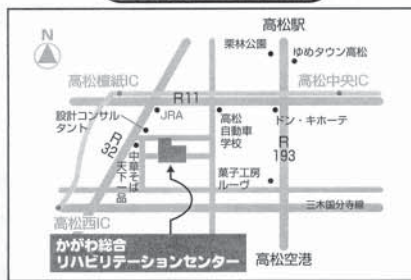 高松駅
N
栗林公園
ゆめタウン高松
高松檀紙IC
高松中央IC
R11
設計コンサル
タント
JRA
高松
自動車
学校
ドン・キホーテ
R32
中華そば
天下一品
R
193
菓子工房
ルーヴ
高松西IC
三木国分寺線
かがわ総合
リハビリテーションセンター
高松空港